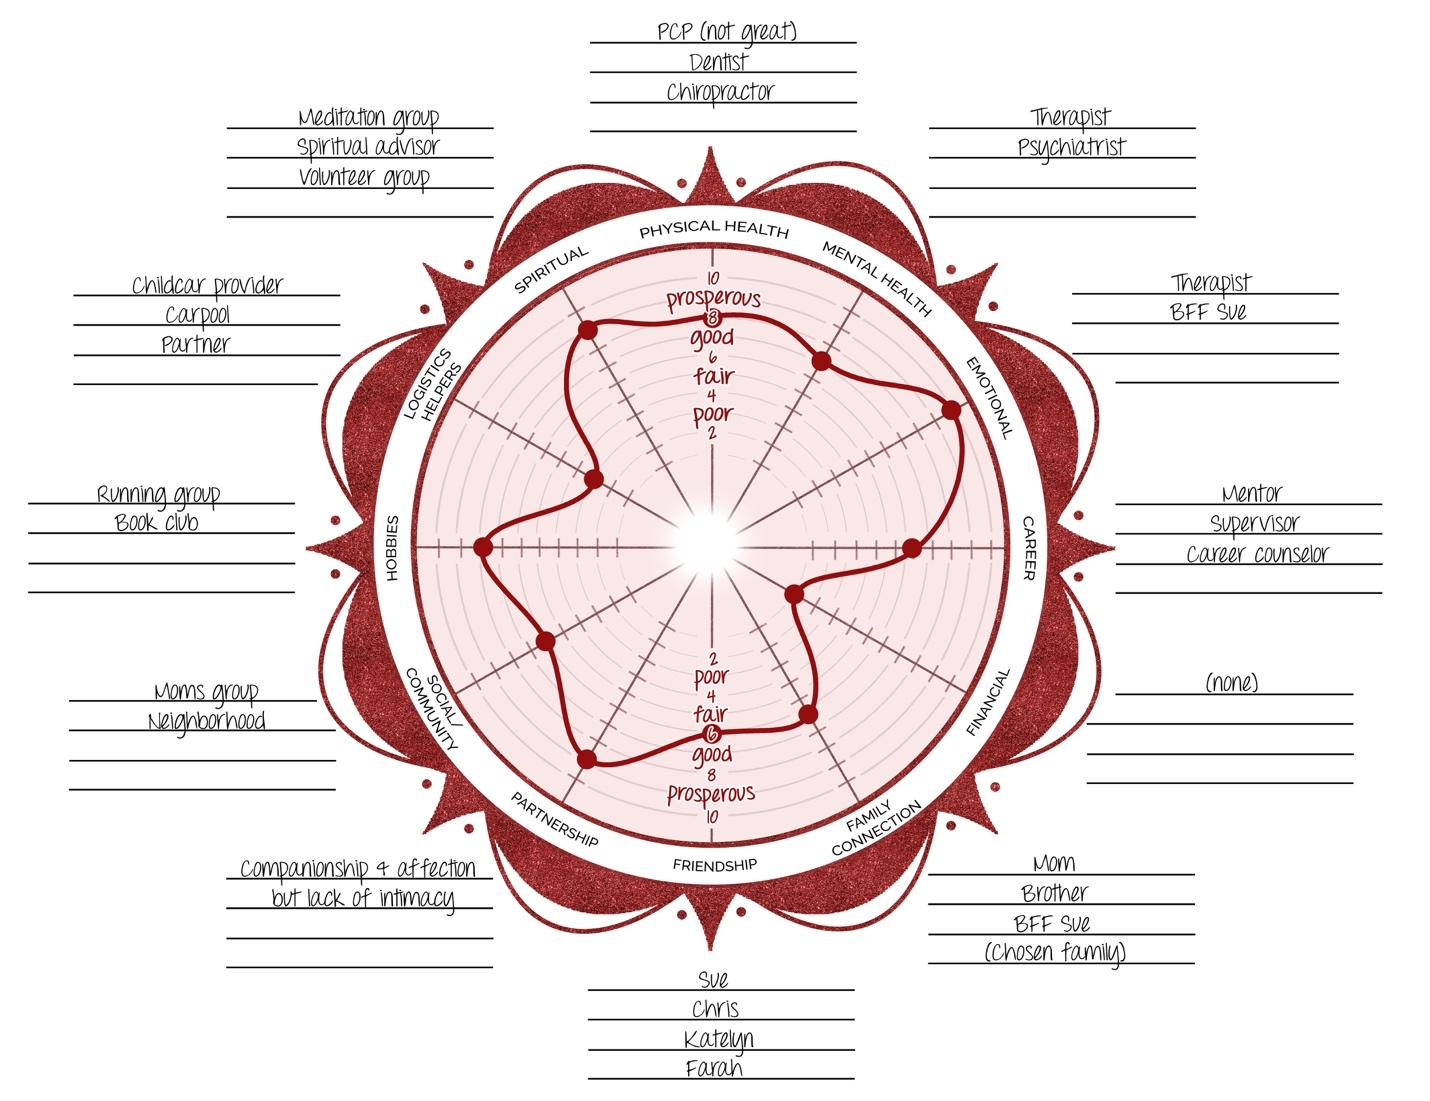 PCP (not great)
Dentist
Chiropractor
Meditation group
Spiritual advisor
Volunteer group
Therapist
Psychiatrist
PHYSICAL HEALTH
SPIRITUAL
MENTAL HEALTH
Childcar provider
Carpool
Partner
Therapist
BFF Sue
LOGISTICS
HELPERS
EMOTIONAL
10
prosperous
8
good
6
fair
4
poor
2
Running group
Book club
HOBBIES
CAREER
Mentor
Supervisor
Career counselor
2
poor
4
fair
6
good
8
prosperous
10
Moms group
Neighborhood
SOCIAL/
COMMUNITY
FINANCIAL
(none)
PARTNERSHIP
FRIENDSHIP
FAMILY
CONNECTION
Companionship & affection
but lack of intimacy
Mom
Brother
BFF Sue
(Chosen family)
Sue
Chris
Katelyn
Farah